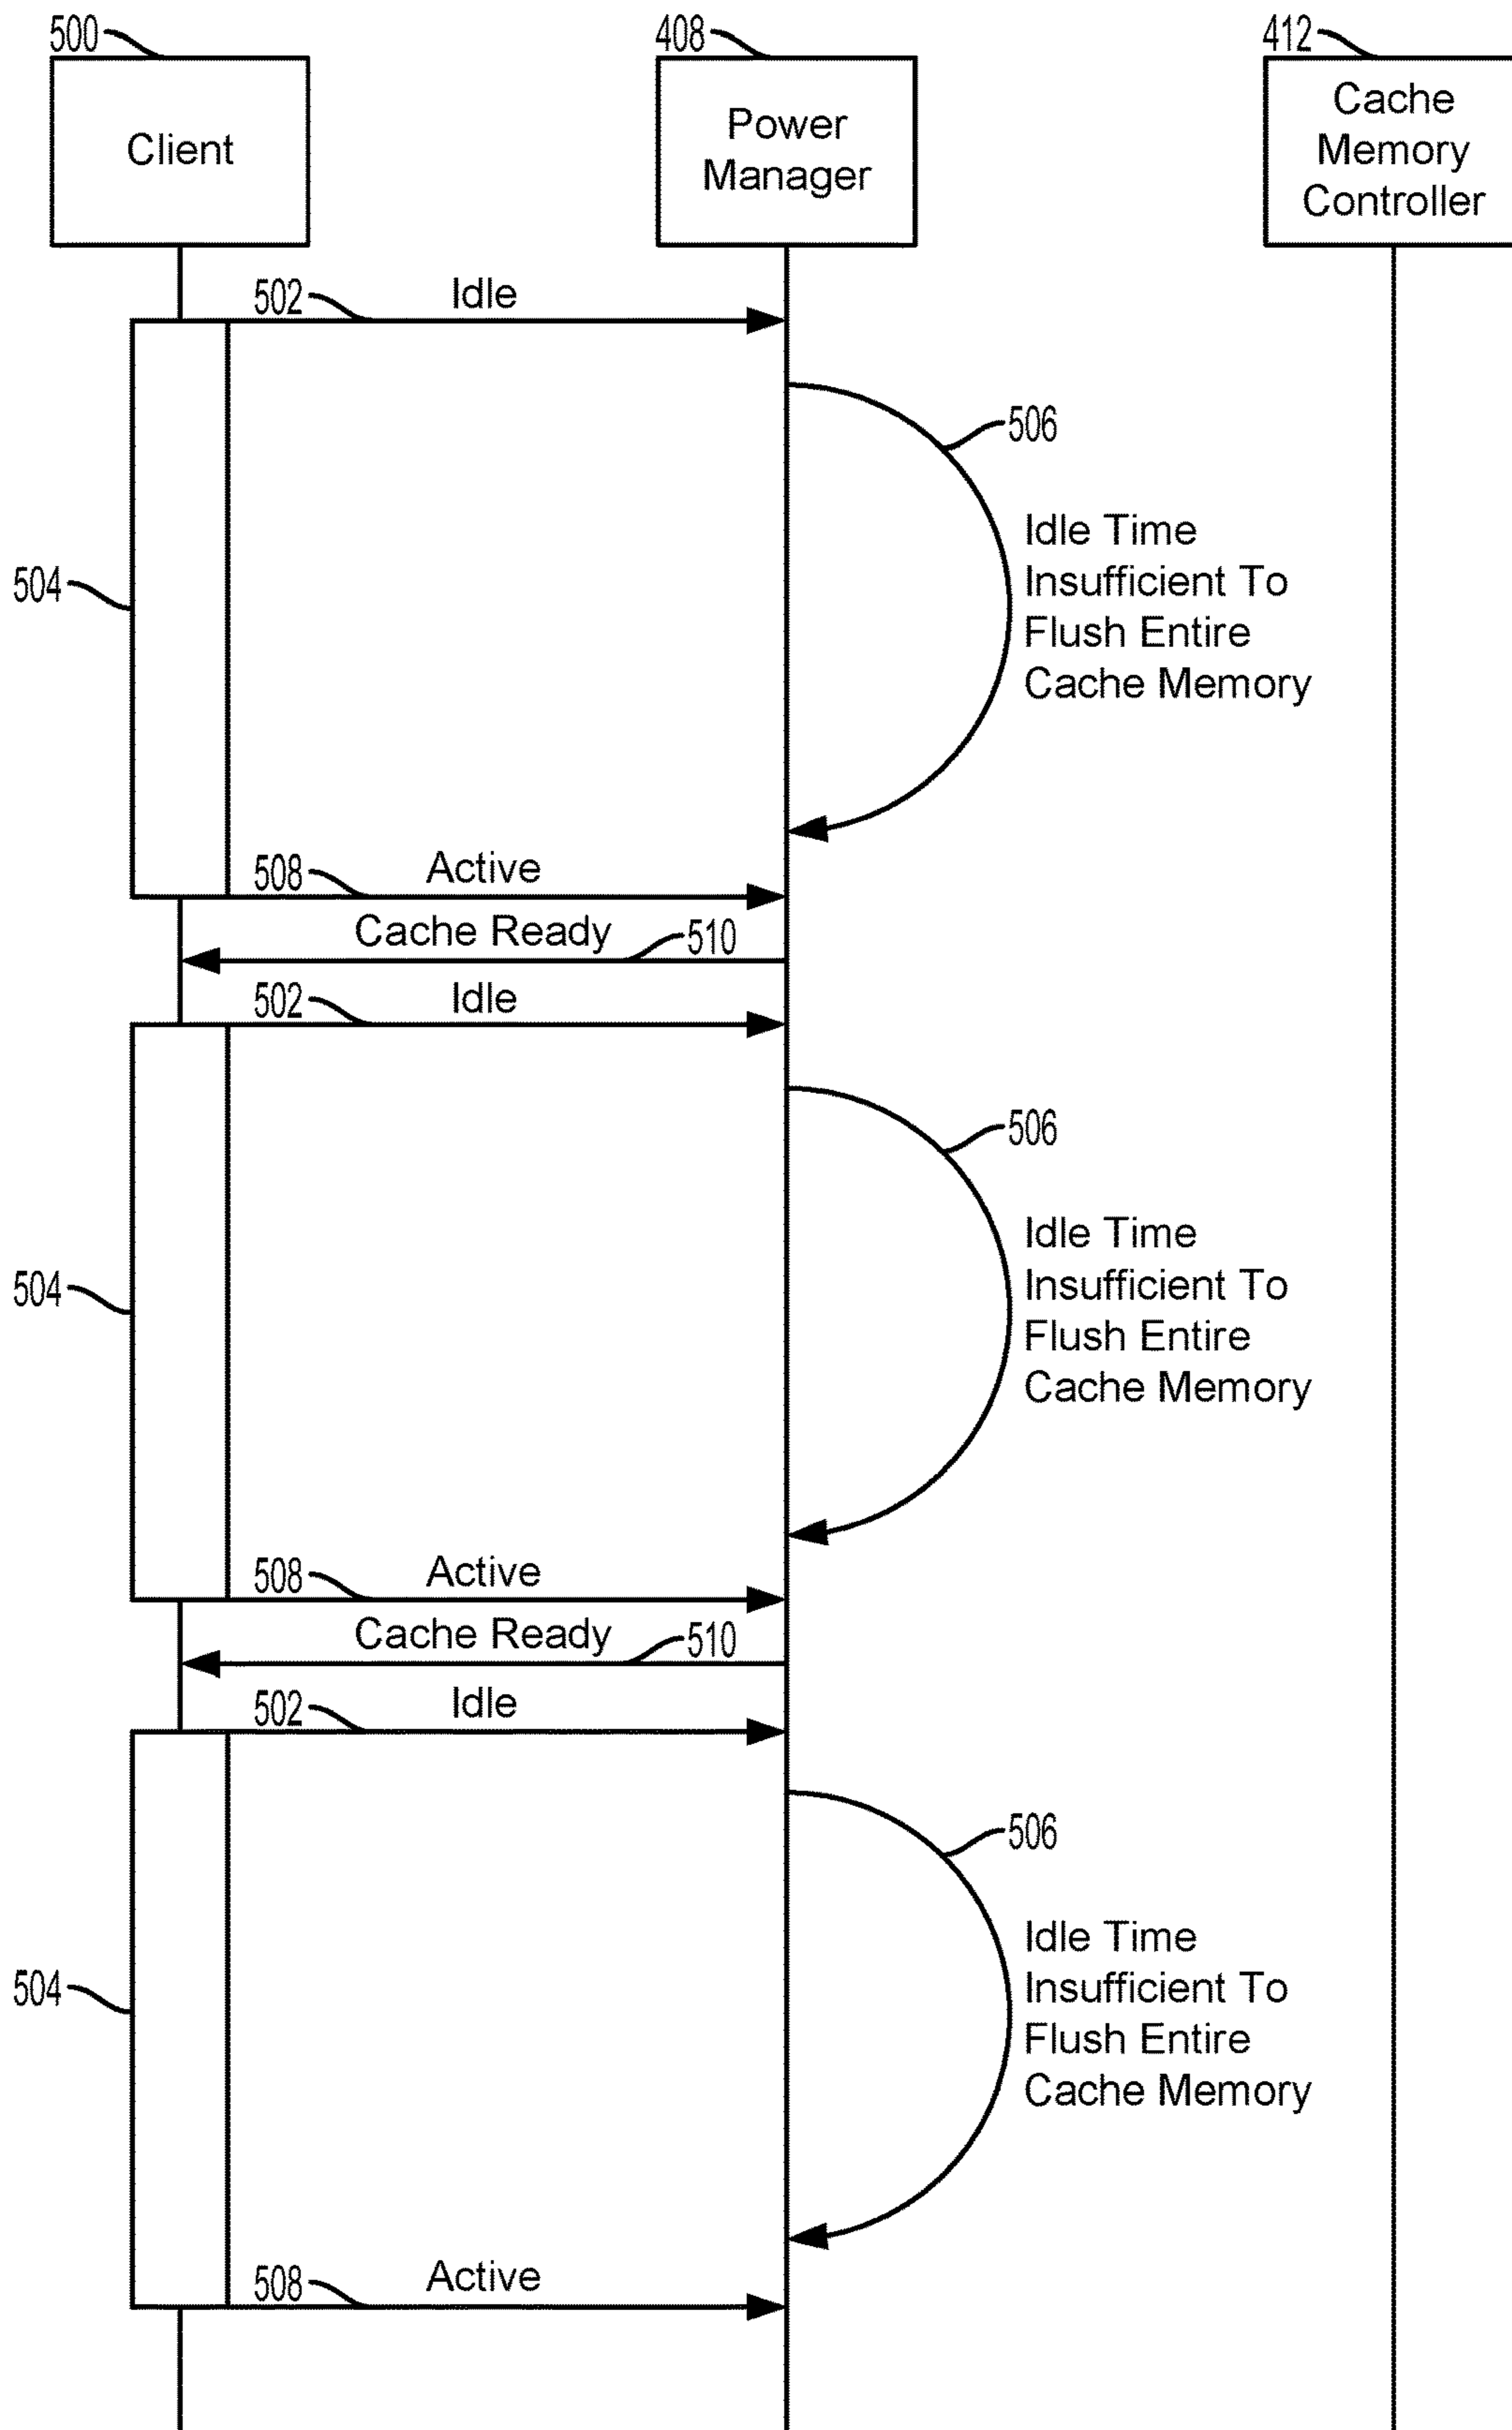 500
408
412
Client
Power
Manager
Cache
Memory
Controller
502
Idle
506
Idle Time
Insufficient To
Flush Entire
Cache Memory
504
508
Active
Cache Ready
510
502
Idle
506
Idle Time
Insufficient To
Flush Entire
Cache Memory
504
508
Active
Cache Ready
510
502
Idle
506
Idle Time
Insufficient To
Flush Entire
Cache Memory
504
508
Active